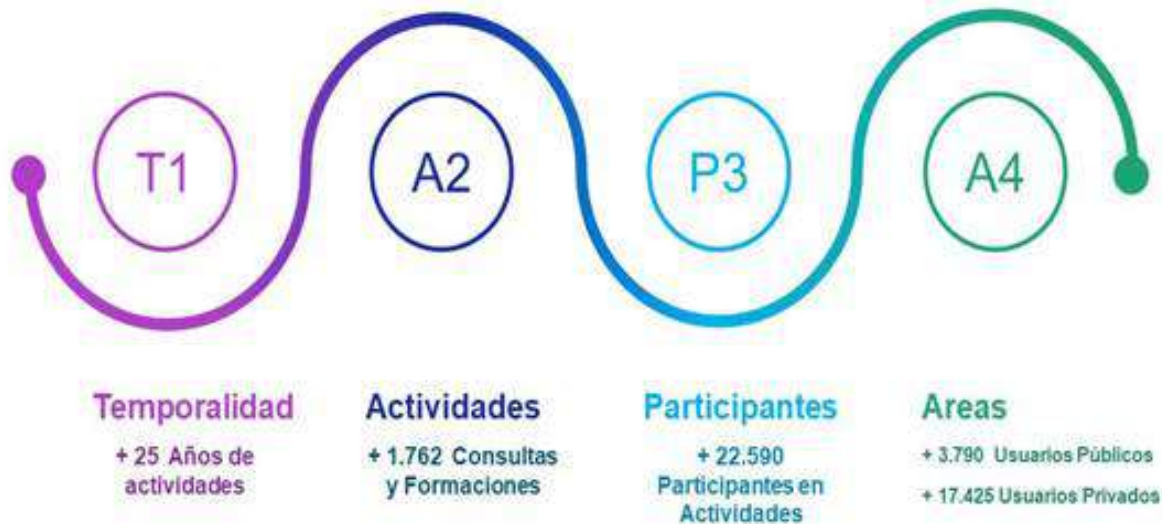 T1
A2
P3
A4
Temporalidad
+ 25 Años de
actividades
Actividades
+ 1.762 Consultas
y Formaciones
Participantes
+ 22.590
Participantes en
Actividades
Areas
+ 3.790 Usuarios Públicos
+ 17.425 Usuarios Privados